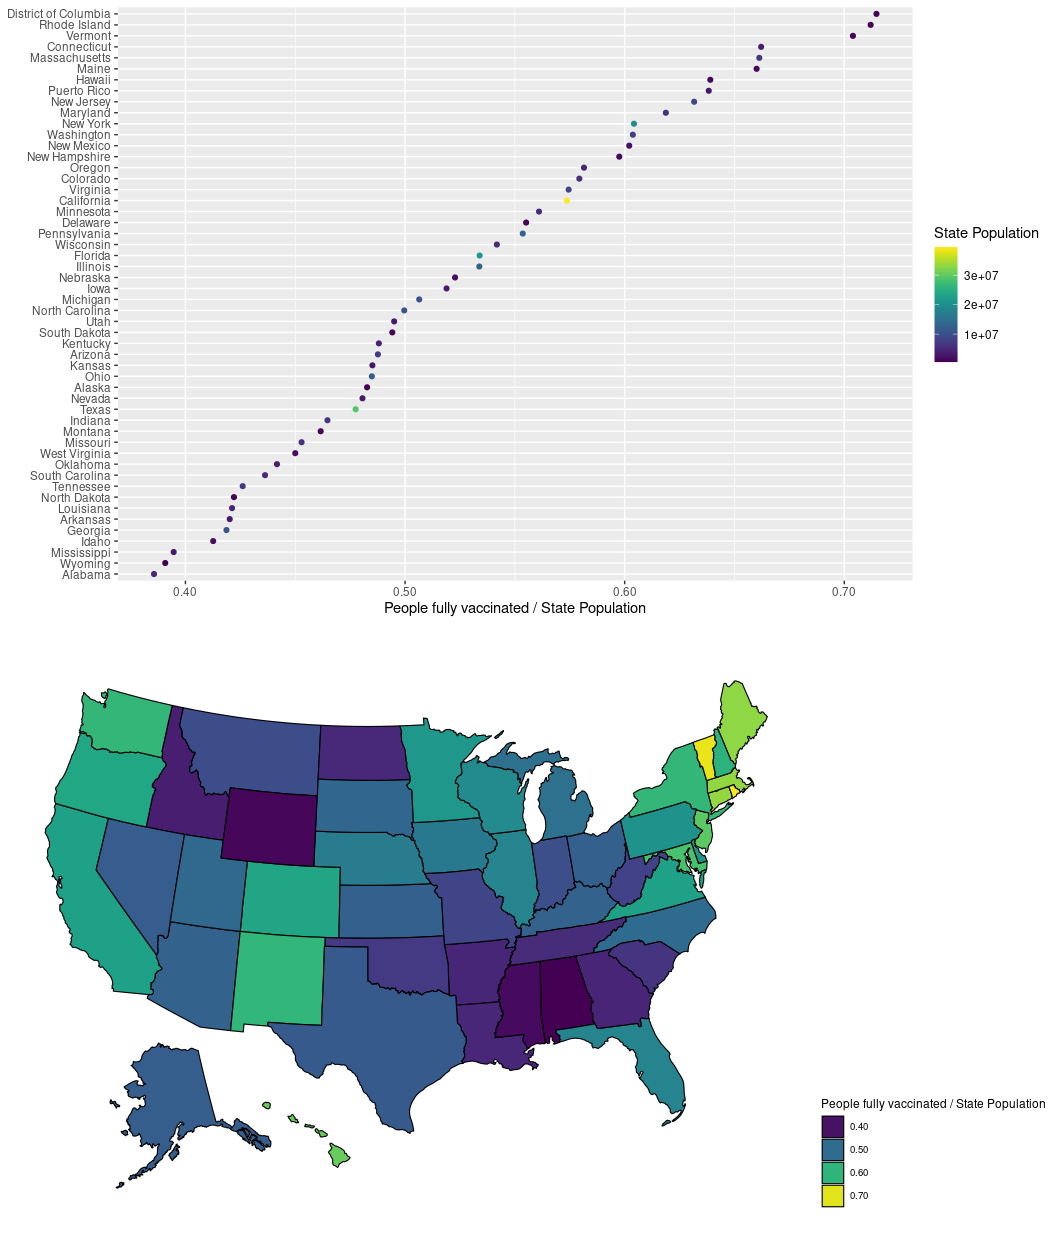 District of Columbia
Rhode Island
Vermont
Connecticut
Massachusetts
Maine
Hawaii
Puerto Rico
New Jersey
Maryland
New York
Washington
New Mexico
New Hampshire
Oregon
Colorado
Virginia
California
Minnesota
Delaware
Pennsylvania
Wisconsin
Florida
Illinois
Nebraska
Iowa
Michigan
North Carolina
Utah
South Dakota
Kentucky
Arizona
Kansas
Ohio
Alaska
Nevada
Texas
Indiana
Montana
Missouri
West Virginia
Oklahoma
South Carolina
Tennessee
North Dakota
Louisiana
Arkansas
Georgia
Idaho
Mississippi
Wyoming
Alabama
0.40 0.50 0.60 0.70
People fully vaccinated / State Population
State Population
3e+07
2e+07
1e+07
People fully vaccinated / State Population
0.40
0.50
0.60
0.70